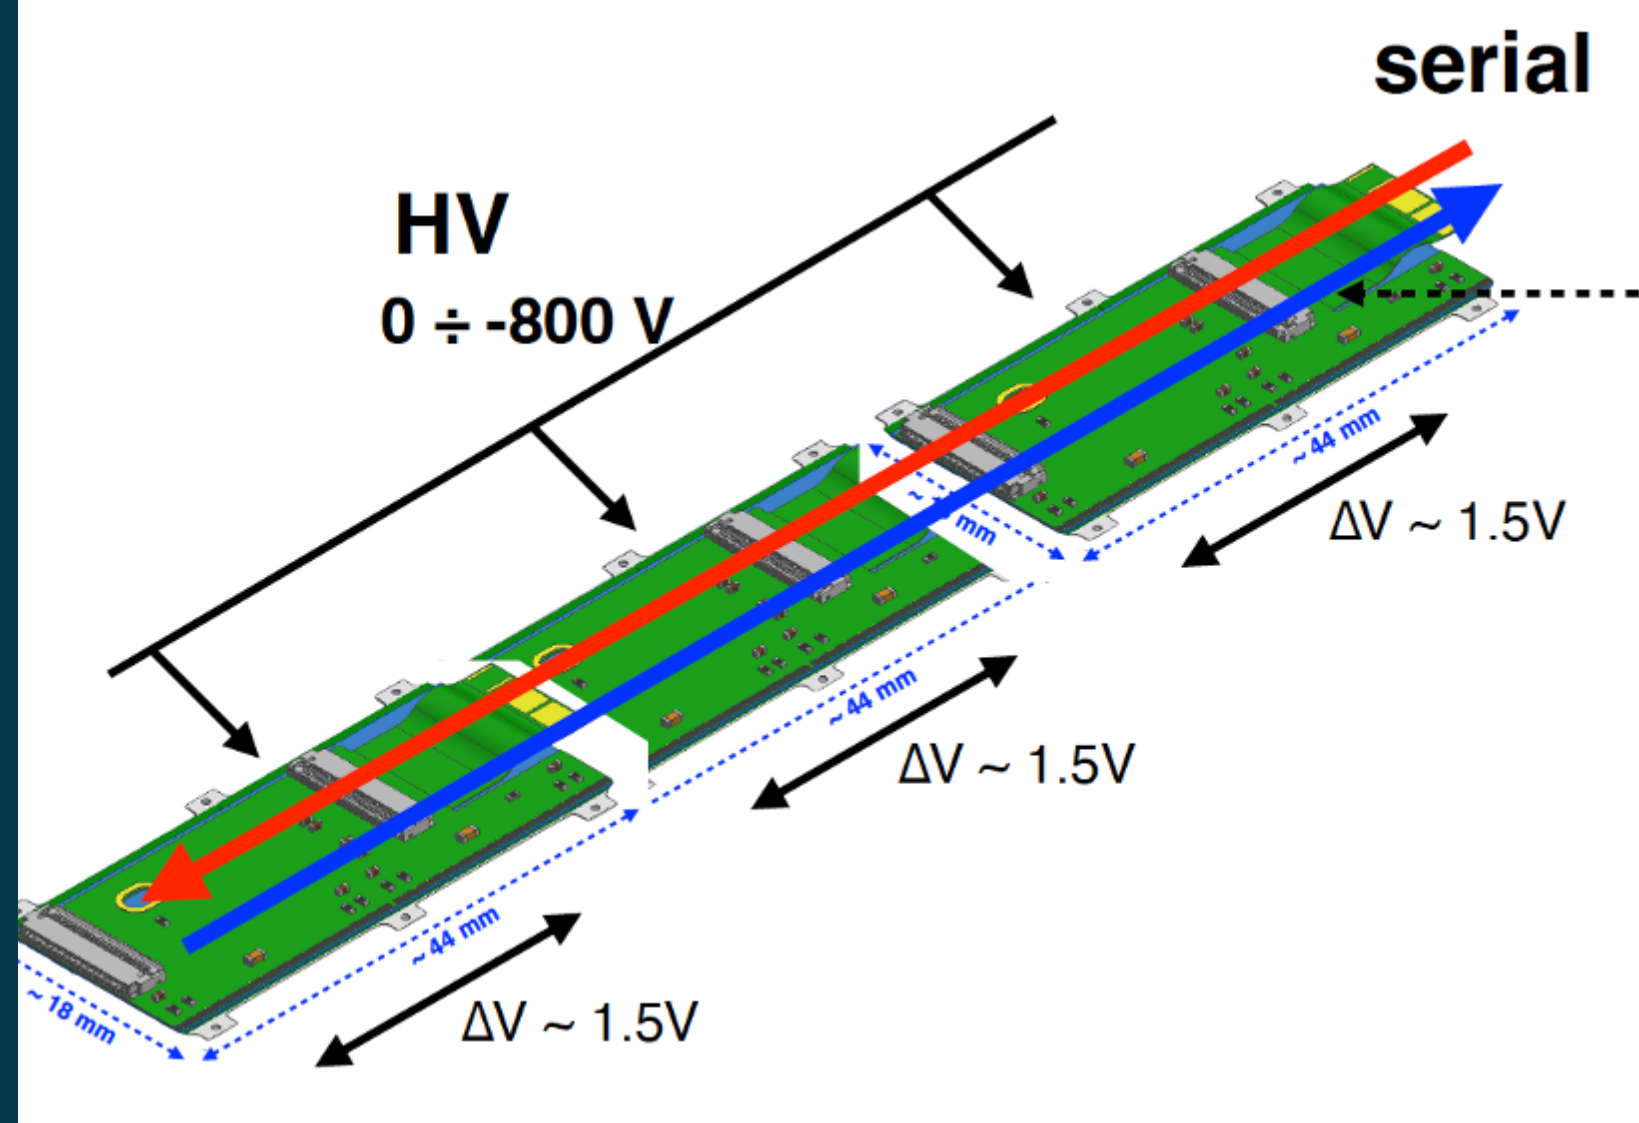 serial
HV
0 ÷ -800 V
~ 44 mm
ΔV ~ 1.5V
~
mm
~ 44 mm
ΔV ~ 1.5V
~ 44 mm
ΔV ~ 1.5V
~ 18 mm